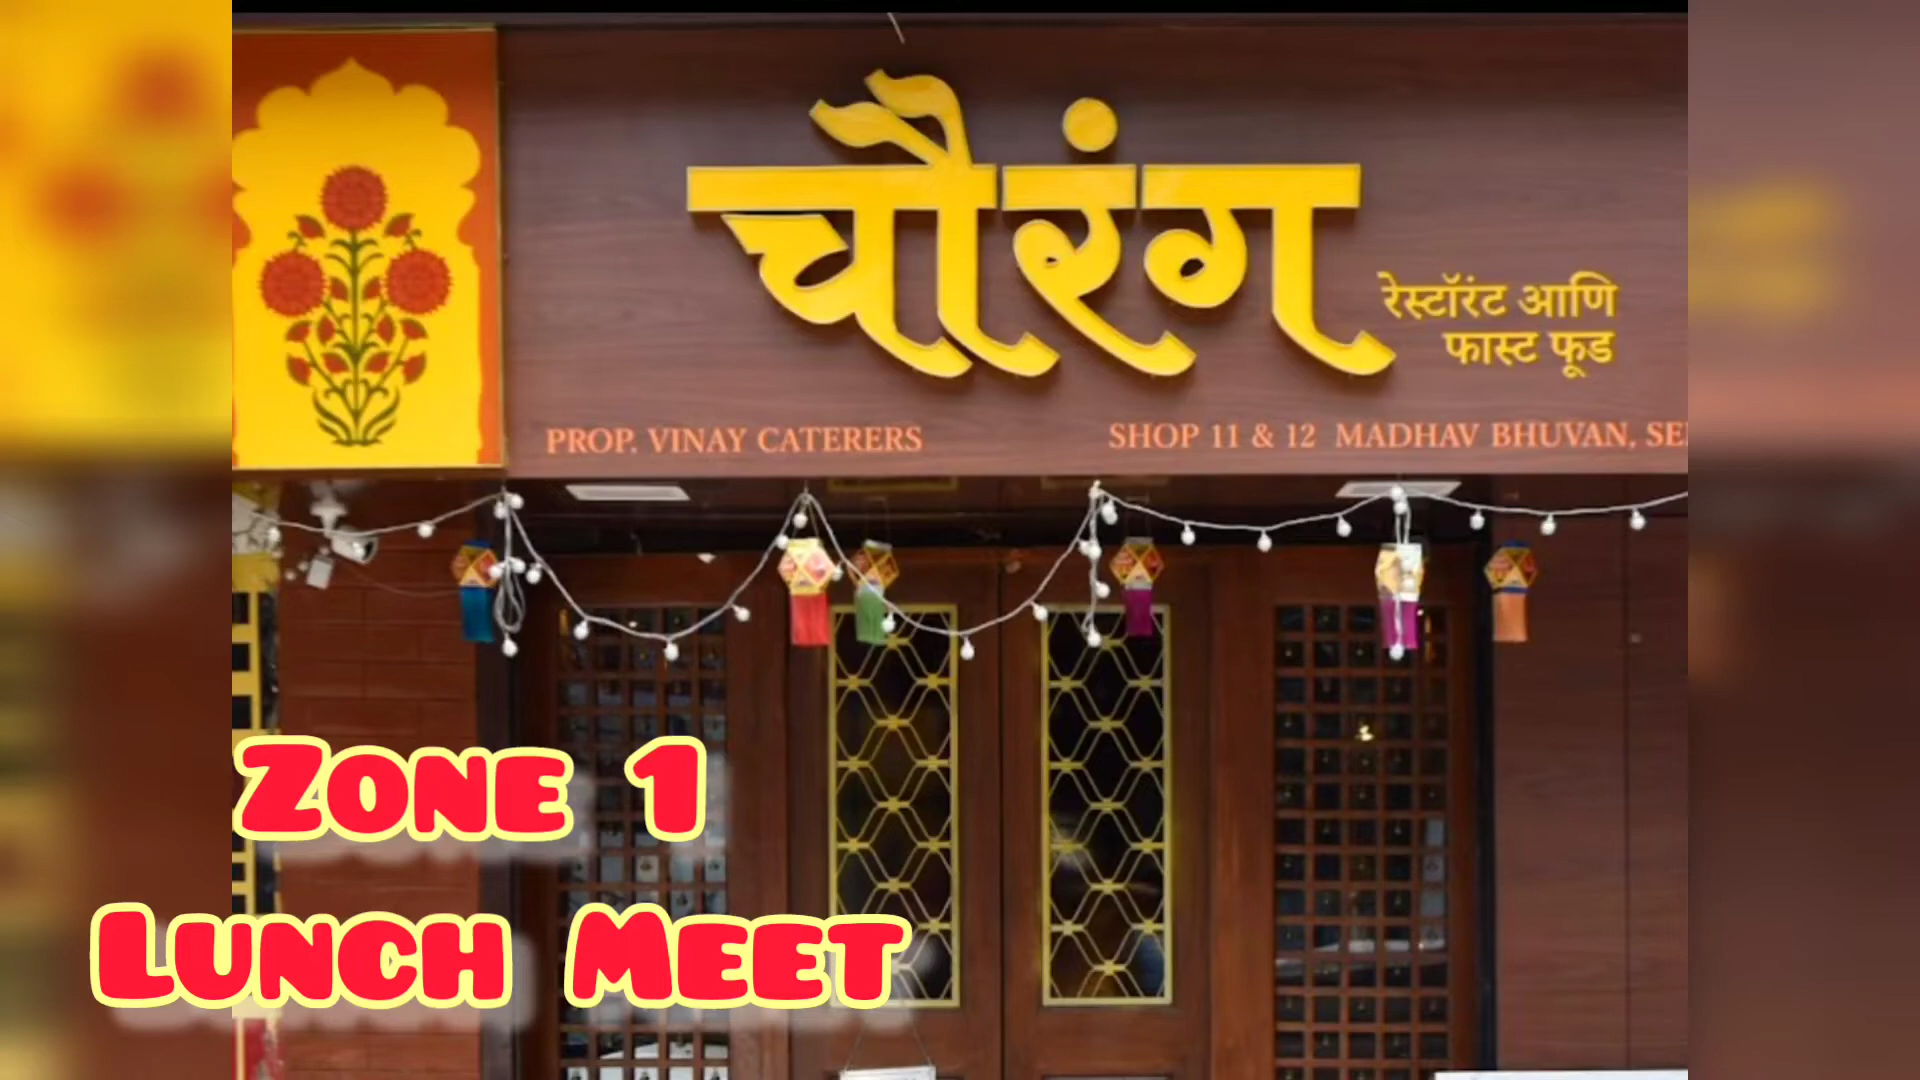 चौरंग
रेस्टॉरंट आणि
फास्ट फूड
PROP. VINAY CATERERS
SHOP 11 & 12 MADHAV BHUVAN,
ZONE 1
LUNCH MEET